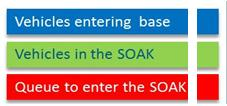 Vehicles entering base
Vehicles in the SOAK
Queue to enter the SOAK